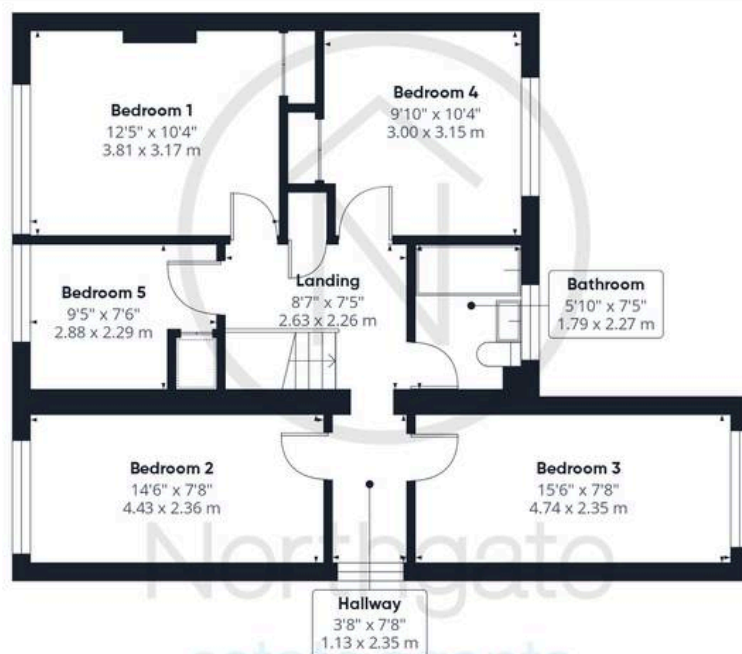 Bedroom 1
12'5" x 10'4"
3.81 x 3.17 m
Bedroom 4
9'10" x 10'4"
3.00 x 3.15 m
Bedroom 5
9'5" x 7'6"
2.88 x 2.29 m
Landing
8'7" x 7'5"
2.63 x 2.26 m
Bathroom
5'10" x 7'5"
1.79 x 2.27 m
Bedroom 2
14'6" x 7'8"
4.43 x 2.36 m
Bedroom 3
15'6" x 7'8"
4.74 x 2.35 m
Northgate
Hallway
3'8" x 7'8"
1.13 x 2.35 m